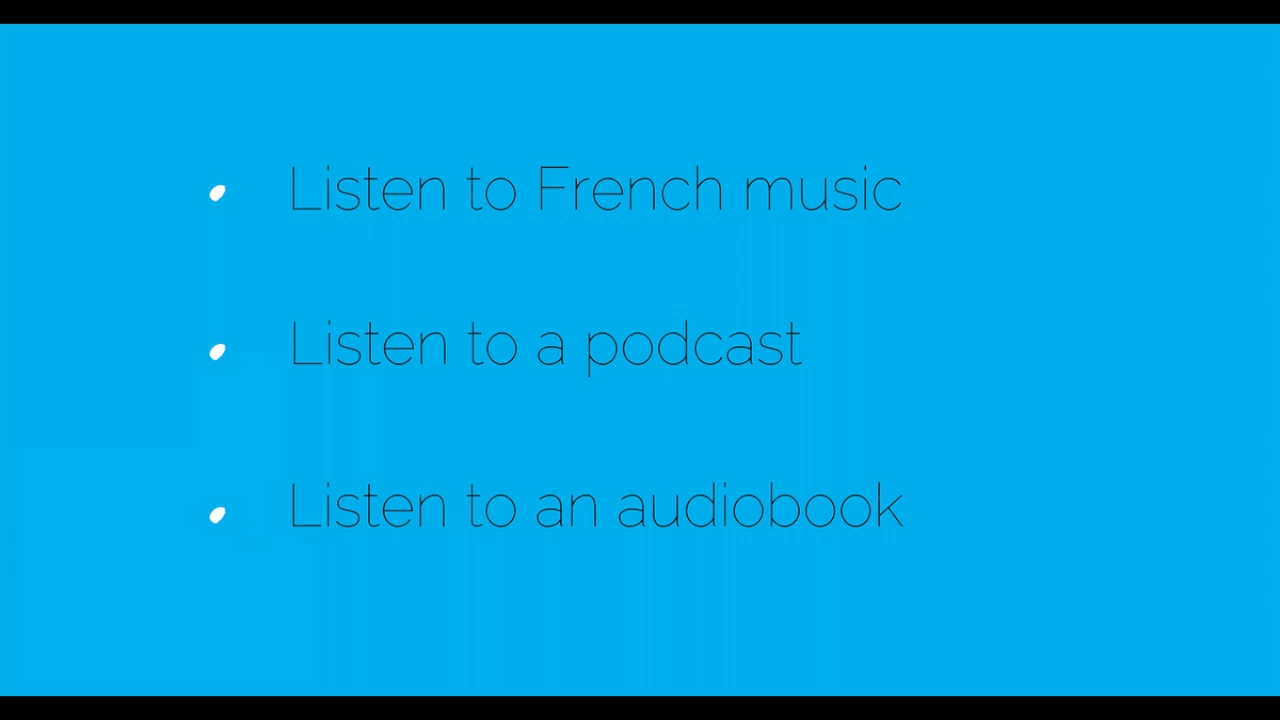 Listen to French music
Listen to a podcast
Listen to an audiobook